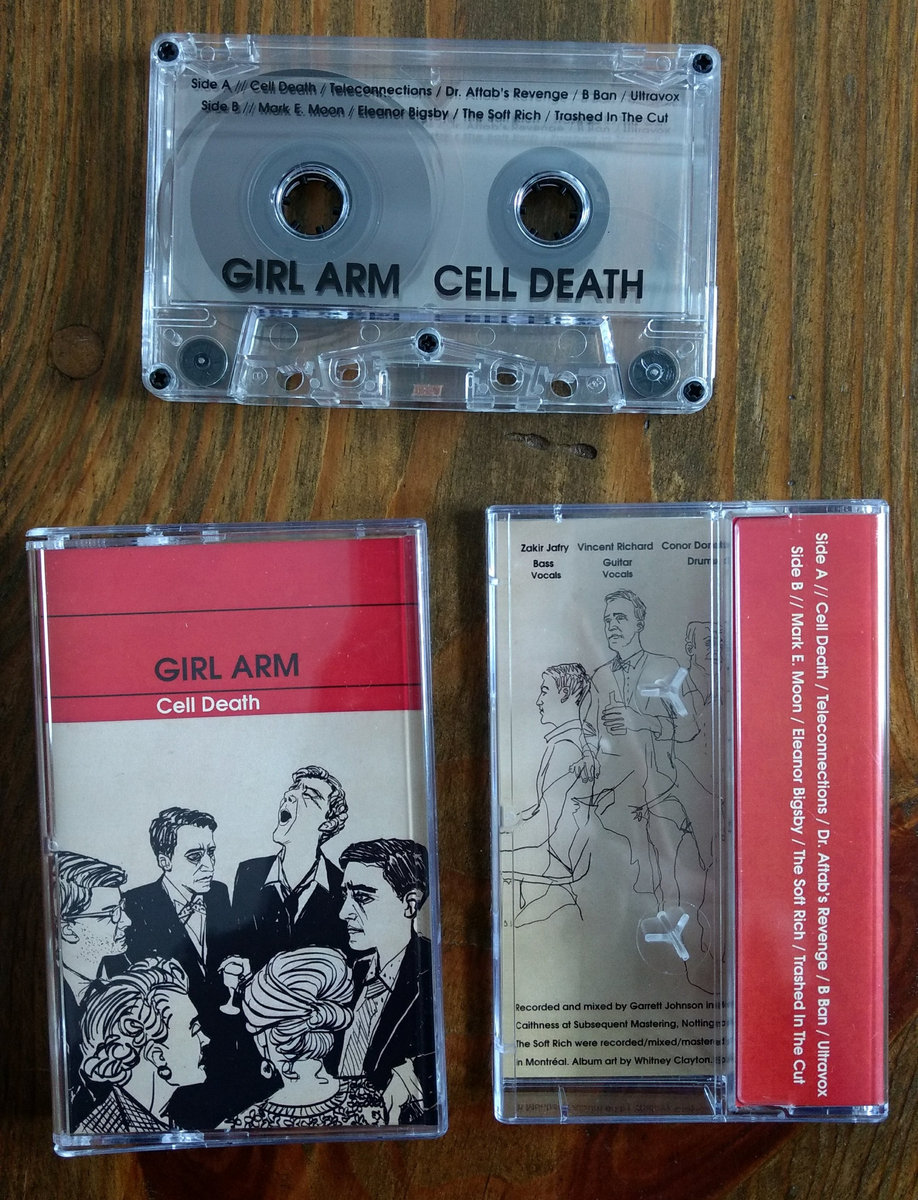 Side A /// Cell Death / Teleconnections / Dr. Aftab's Revenge / B Ban / Ultravox
Side B /// Mark E. Moon / Eleanor Bigsby / The Soft Rich / Trashed In The Cut
GIRL ARM CELL DEATH
GIRL ARM
Cell Death
Zakir Jafry Vincent Richard Conor
Bass Guitar
Vocals Vocals
Recorded and mixed by Garrett Johnson in
Caithness at Subsequent Mastering,
The Soft Rich were recorded/mixed/mastered
in Montréal. Album art by Whitney Clayton.
Side A // Cell Death / Teleconnections / Dr. Aftab's Revenge / B Ban / Ultravox
Side B // Mark E. Moon / Eleanor Bigsby / The Soft Rich / Trashed In The Cut